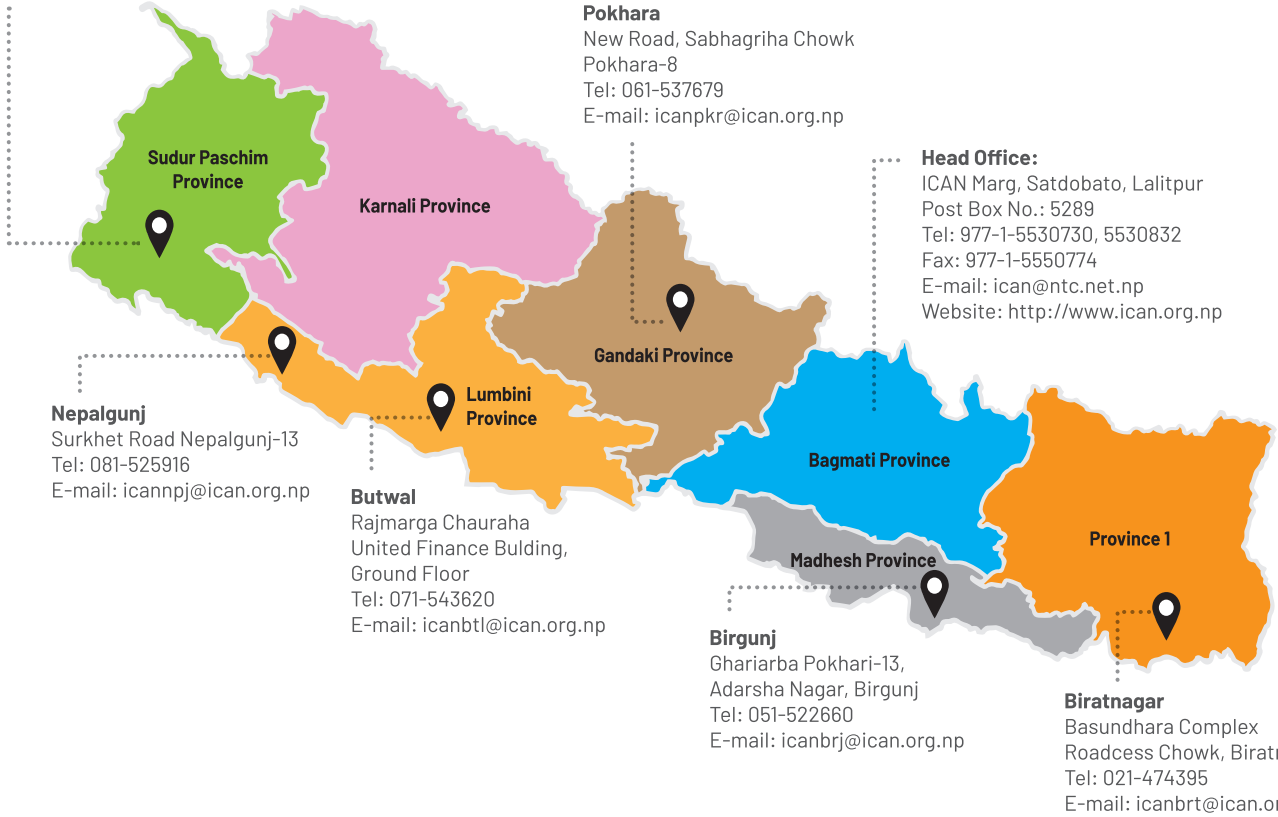 Pokhara
New Road, Sabhagriha Chowk
Pokhara-8
Tel: 061-537679
E-mail: icanpkr@ican.org.np
Sudur Paschim
Province
Karnali Province
Head Office:
ICAN Marg, Satdobato, Lalitpur
Post Box No.: 5289
Tel: 977-1-5530730, 5530832
Fax: 977-1-5550774
E-mail: ican@ntc.net.np
Website: http://www.ican.org.np
Gandaki Province
Lumbini
Province
Nepalgunj
Surkhet Road Nepalgunj-13
Tel: 081-525916
E-mail: icannpj@ican.org.np
Bagmati Province
Butwal
Rajmarga Chauraha
United Finance Bulding,
Ground Floor
Tel: 071-543620
E-mail: icanbtl@ican.org.np
Province 1
Madhesh Province
Birgunj
Ghariarba Pokhari-13,
Adarsha Nagar, Birgunj
Tel: 051-522660
E-mail: icanbrj@ican.org.np
Biratnagar
Basundhara Complex
Roadcess Chowk,
Tel: 021-474395
E-mail: